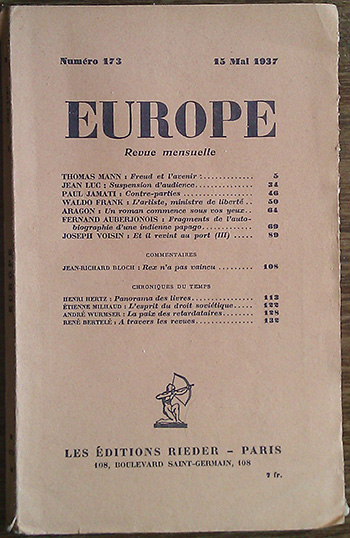 Numéro 173 15 Mai 1937
EUROPE
Revue mensuelle
THOMAS MANN : Freud et l'avenir : . . . . . . . . . . . . 5
JEAN LUC : Suspension d'audience. . . . . . . . . . . . 34
PAUL JAMATI : Contre-parties . . . . . . . . . . . . . . 46
WALDO FRANK : L'artiste, ministre de liberté . . 50
ARAGON : Un roman commence sous vos yeux. . 64
FERNAND AUBERJONOIS : Fragments de l'auto-
biographie d'une indienne papago. . . . . . . . . . . 69
JOSEPH VOISIN : Et il revint au port (III) . . . . . 89
COMMENTAIRES
JEAN-RICHARD BLOCH : Rex n'a pas vaincu . . . . . . . . . 108
CHRONIQUES DU TEMPS
HENRI HERTZ : Panorama des livres. . . . . . . . . . . . . . 113
ÉTIENNE MILHAUD : L'esprit du droit soviétique. . . . . 122
ANDRÉ WURMSER : La paix des retardataires. . . . . . . 128
RENÉ BERTELÉ : A travers les revues. . . . . . . . . . . . 132
LES ÉDITIONS RIEDER – PARIS
108, BOULEVARD SAINT-GERMAIN, 108
7 fr.